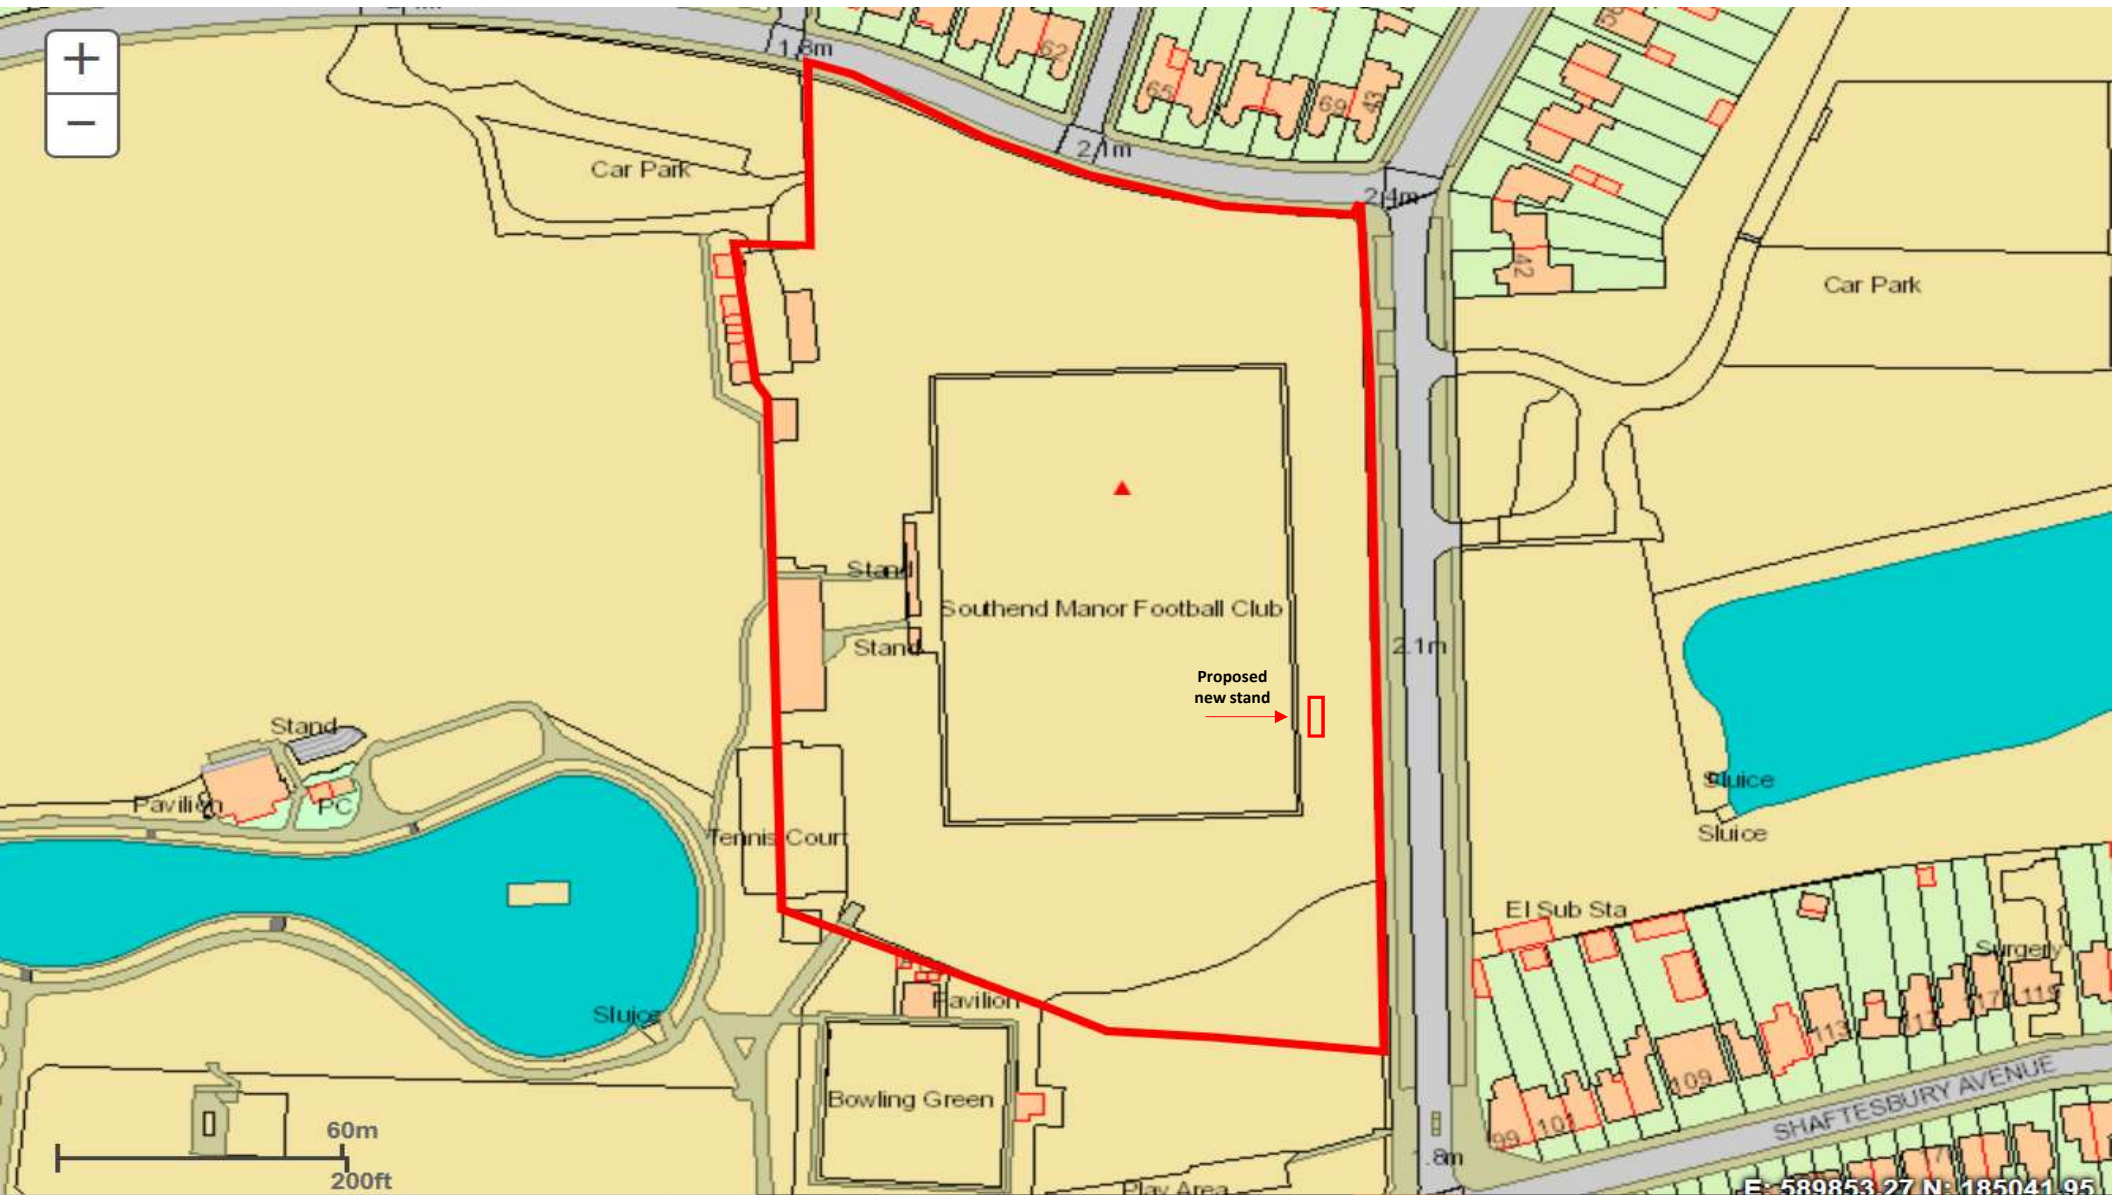 +
−
1.8m
62
65
69
43
2.1m
2.4m
42
Car Park
Car Park
Stand
Southend Manor Football Club
Stand
2.1m
Proposed
new stand
Stand
Pavilion
PC
Tennis Court
Sluice
Sluice
El Sub Sta
Surgery
Pavilion
Sluice
Bowling Green
113
117
119
109
99
101
SHAFTESBURY AVENUE
60m
200ft
1.8m
Play Area
E: 589853.27 N: 185041.95